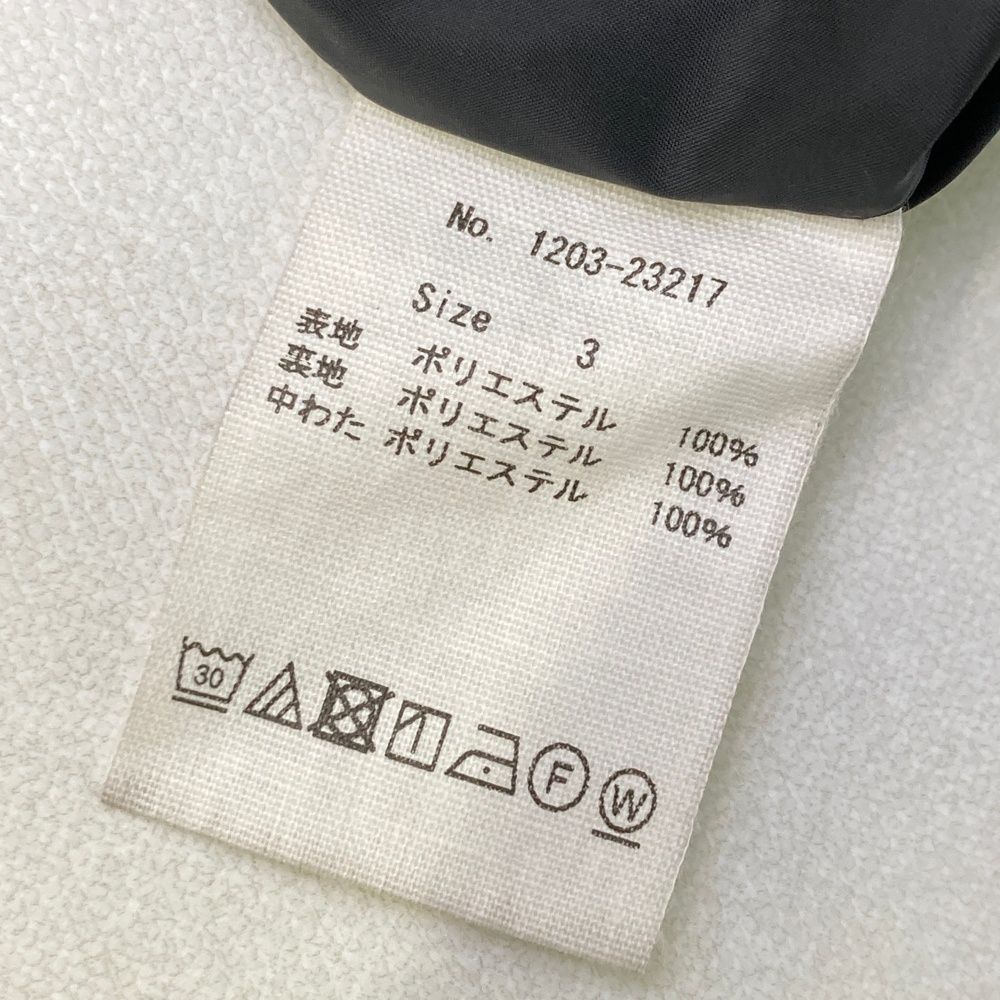 No. 1203-23217
Size 3
表地 ポリエステル 100%
裏地 ポリエステル 100%
中わた ポリエステル 100%
30 F W